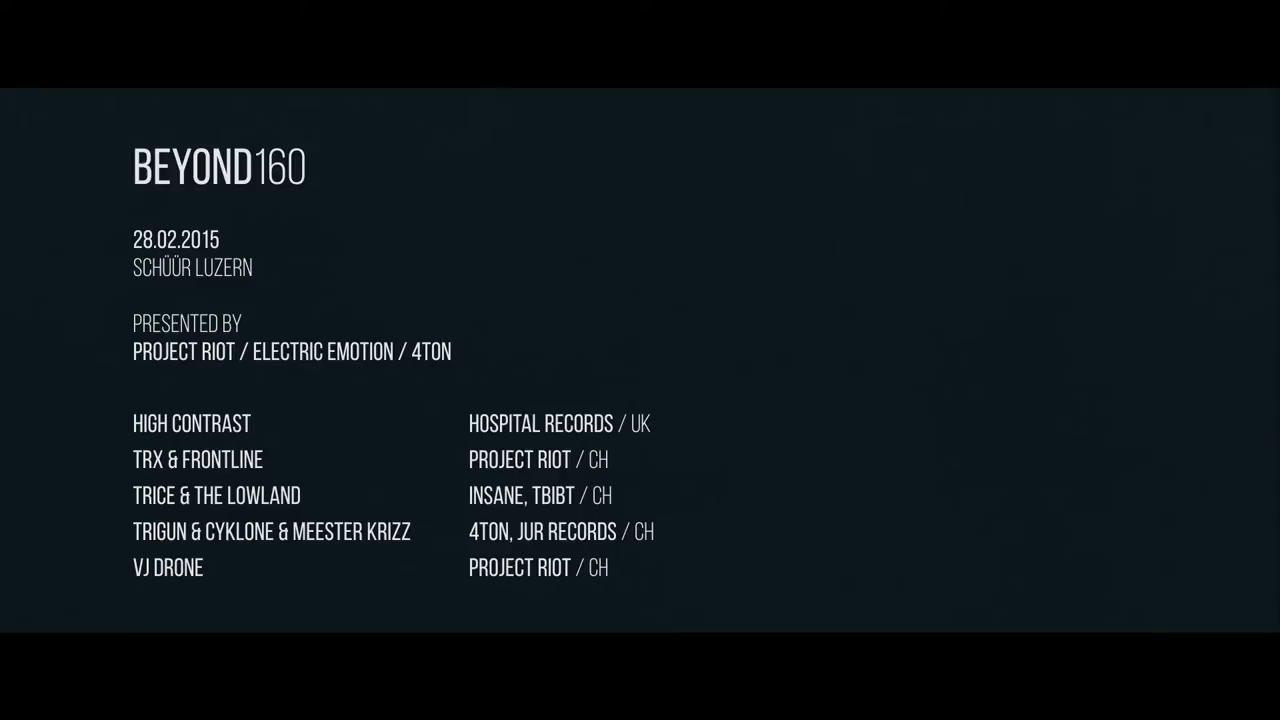 BEYOND160
28.02.2015
SCHÜÜR LUZERN
PRESENTED BY
PROJECT RIOT / ELECTRIC EMOTION / 4TON
HIGH CONTRAST HOSPITAL RECORDS / UK
TRX & FRONTLINE PROJECT RIOT / CH
TRICE & THE LOWLAND INSANE, TBIBT / CH
TRIGUN & CYKLONE & MEESTER KRIZZ 4TON, JUR RECORDS / CH
VJ DRONE PROJECT RIOT / CH